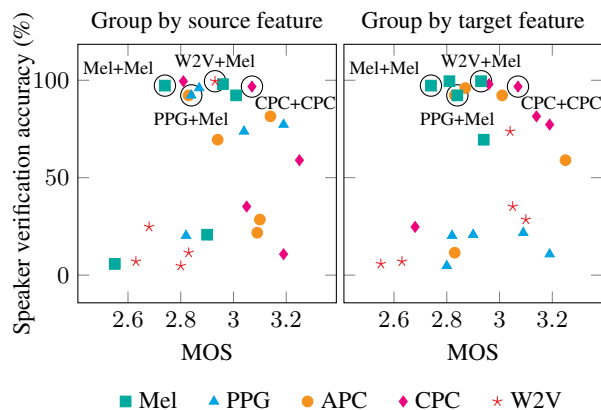 Group by source feature
Group by target feature
Speaker verification accuracy (%)
100
50
0
Mel+Mel
W2V+Mel
PPG+Mel
CPC+CPC
Mel+Mel
W2V+Mel
PPG+Mel
CPC+CPC
2.6 2.8 3 3.2
2.6 2.8 3 3.2
MOS
MOS
Mel PPG APC CPC W2V